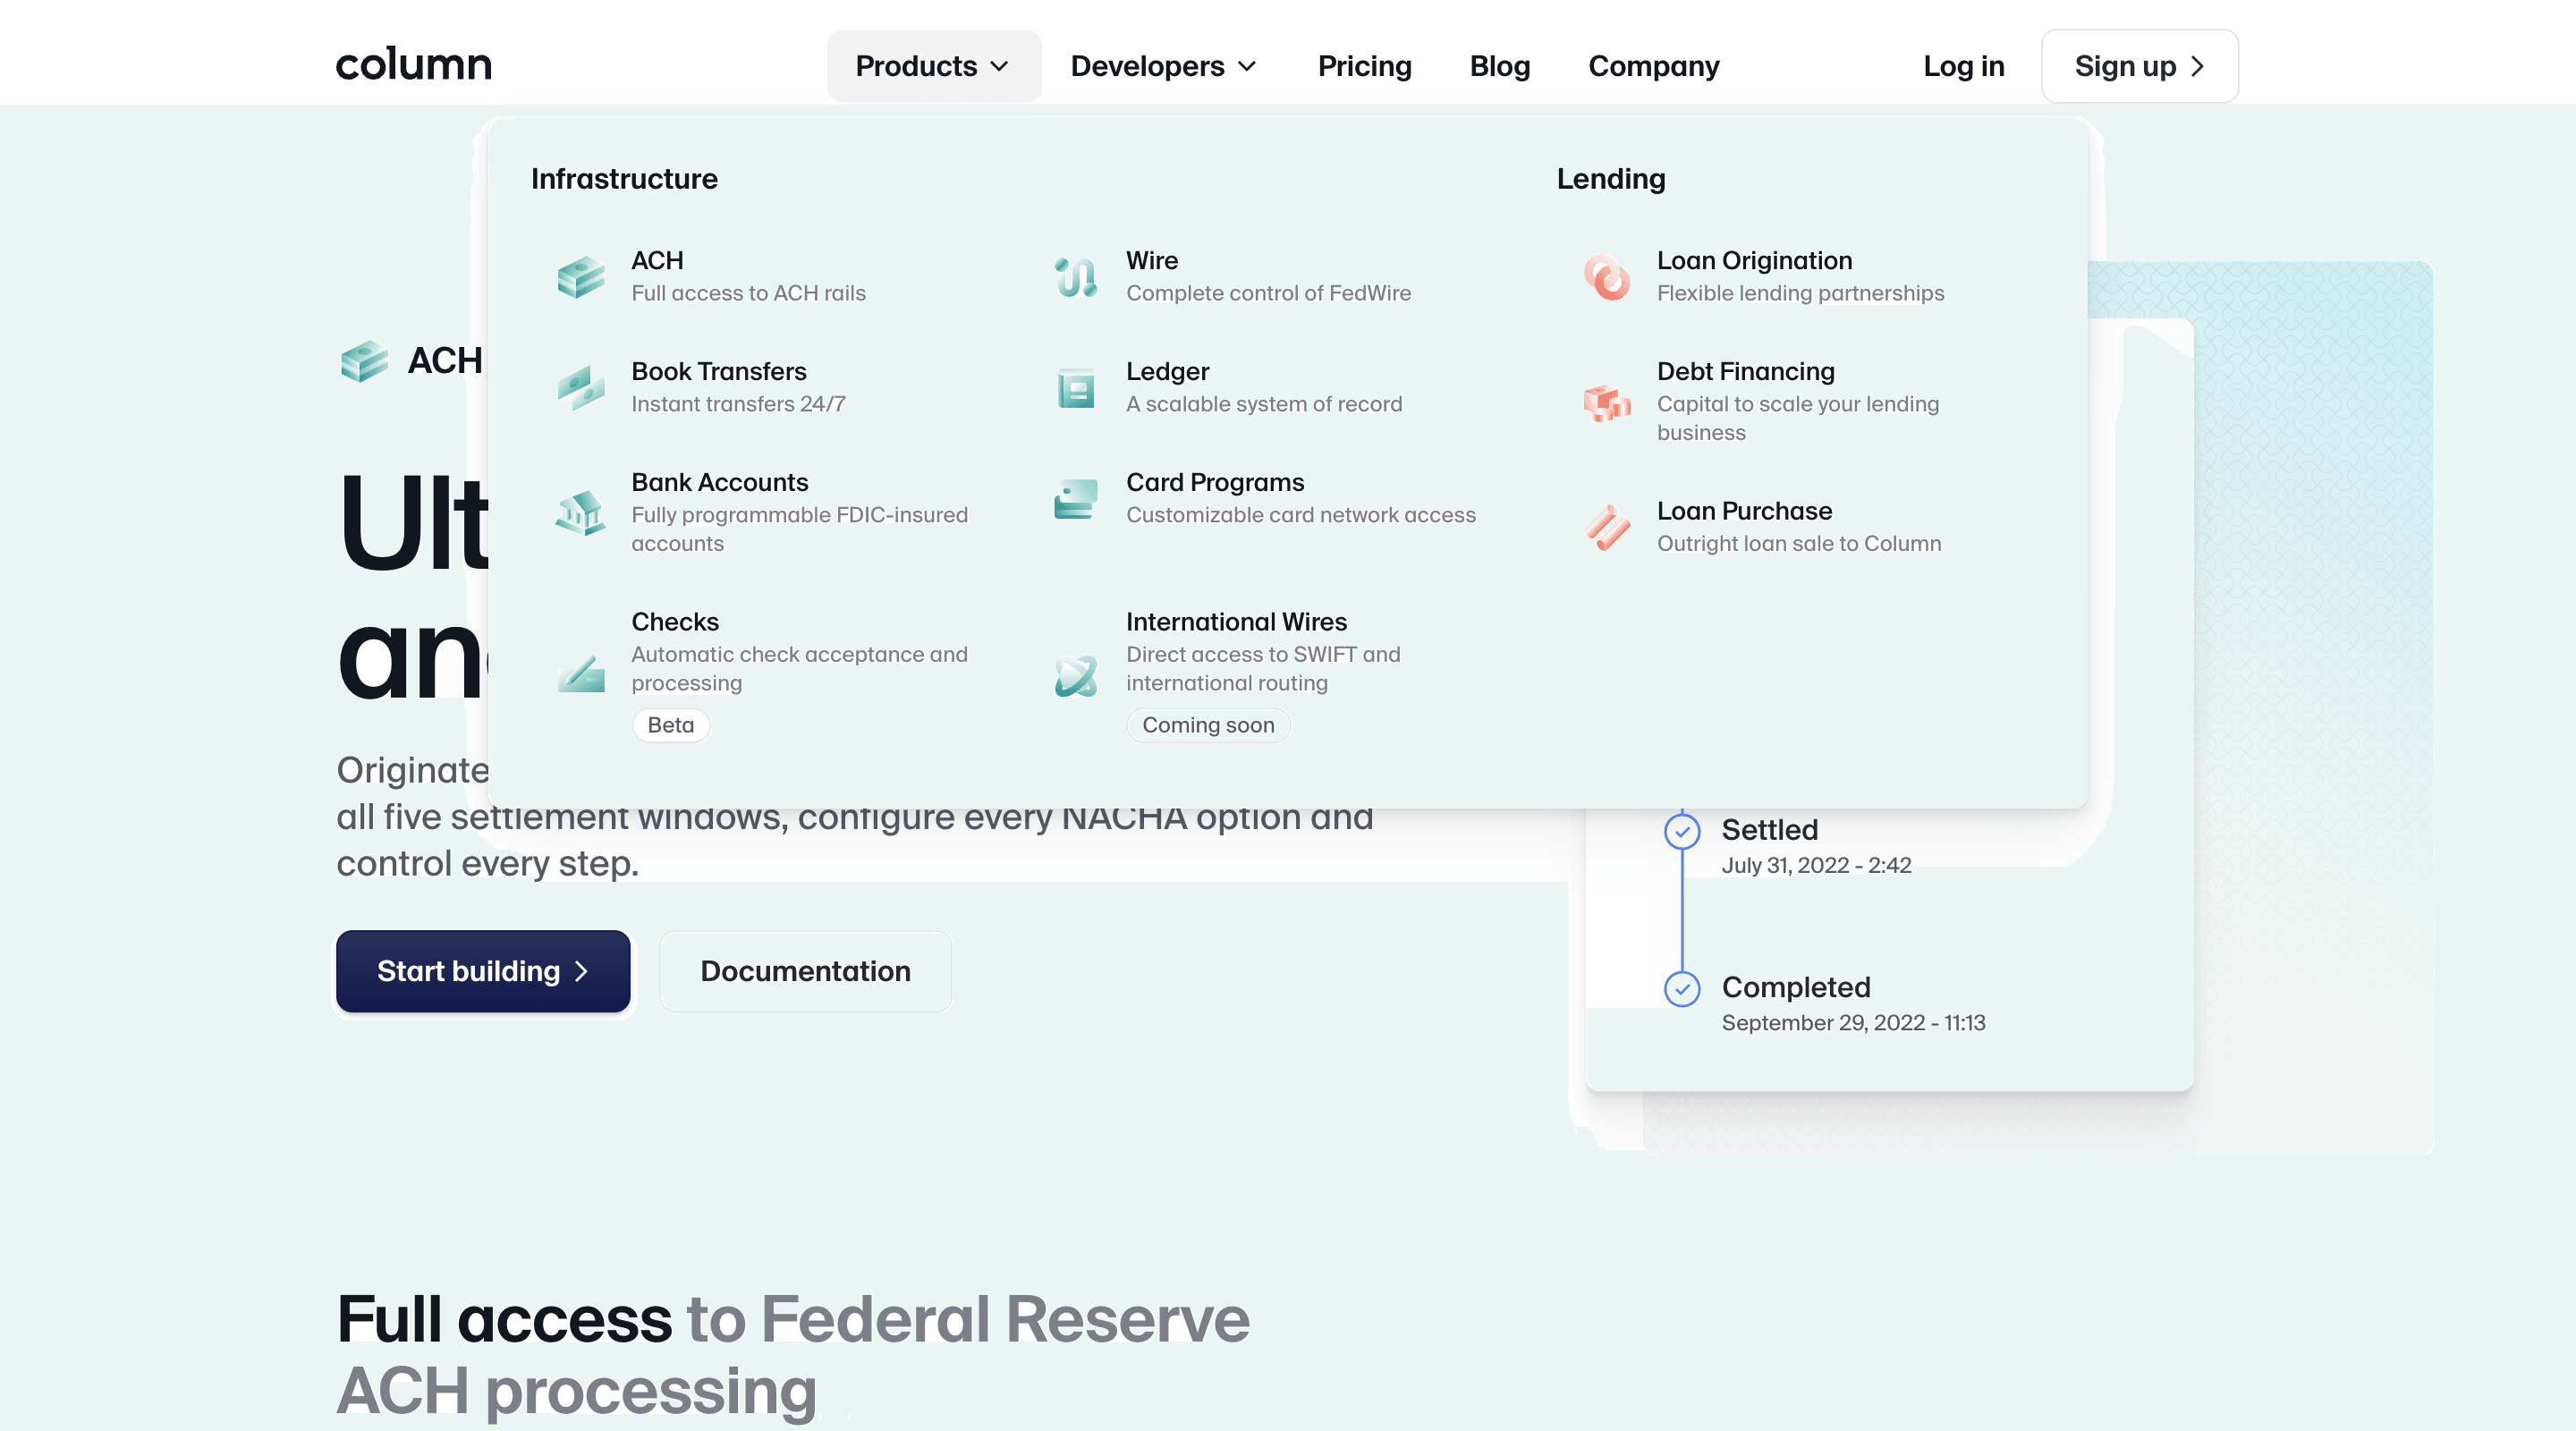 column
Products
Developers
Pricing
Blog
Company
Log in
Sign up
Infrastructure
ACH
Full access to ACH rails
Wire
Complete control of FedWire
Book Transfers
Instant transfers 24/7
Ledger
A scalable system of record
Bank Accounts
Fully programmable FDIC-insured
accounts
Card Programs
Customizable card network access
Checks
Automatic check acceptance and
processing
Beta
International Wires
Direct access to SWIFT and
international routing
Coming soon
Lending
Loan Origination
Flexible lending partnerships
Debt Financing
Capital to scale your lending
business
Loan Purchase
Outright loan sale to Column
ACH
Originate
all five settlement windows, configure every NACHA option and
control every step.
Start building
Documentation
Settled
July 31, 2022 - 2:42
Completed
September 29, 2022 - 11:13
Full access to Federal Reserve
ACH processing